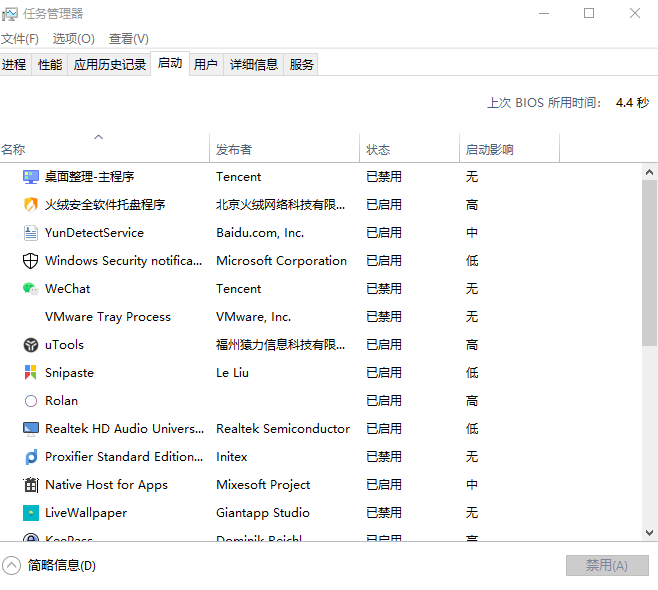 任务管理器
文件(F) 选项(O) 查看(V)
进程 性能 应用历史记录 启动 用户 详细信息 服务
上次 BIOS 所用时间: 4.4 秒
名称 发布者 状态 启动影响
桌面整理-主程序 Tencent 已禁用 无
火绒安全软件托盘程序 北京火绒网络科技有限... 已启用 高
YunDetectService Baidu.com, Inc. 已启用 中
Windows Security notifica... Microsoft Corporation 已启用 低
WeChat Tencent 已禁用 无
VMware Tray Process VMware, Inc. 已禁用 无
uTools 福州猿力信息科技有限... 已启用 高
Snipaste Le Liu 已启用 低
Rolan 已启用 高
Realtek HD Audio Univers... Realtek Semiconductor 已启用 低
Proxifier Standard Edition... Initex 已禁用 无
Native Host for Apps Mixesoft Project 已启用 中
LiveWallpaper Giantapp Studio 已禁用 无
KeePass Dominik Reichl 已启用 高
简略信息(D) 禁用(A)